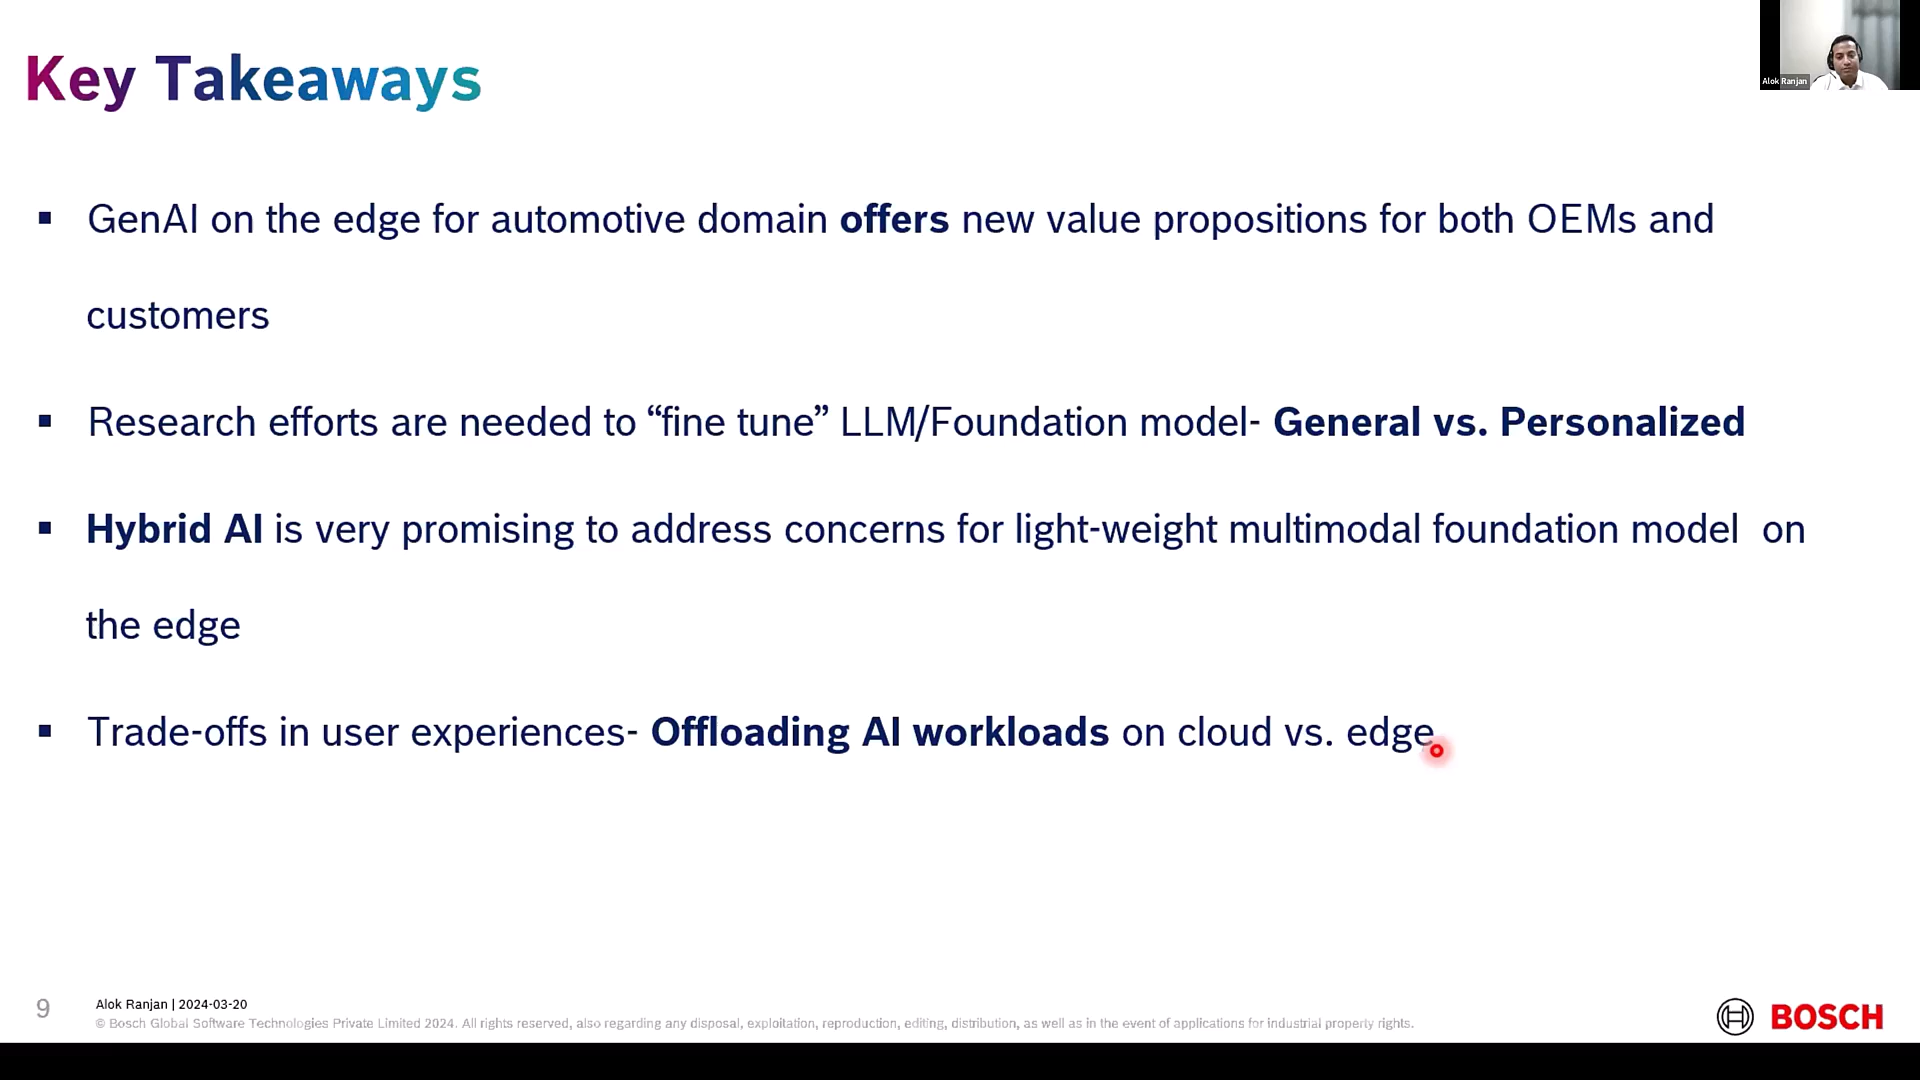 Key Takeaways
Alok Ranjan
▪ GenAI on the edge for automotive domain offers new value propositions for both OEMs and
customers
▪ Research efforts are needed to “fine tune” LLM/Foundation model- General vs. Personalized
▪ Hybrid AI is very promising to address concerns for light-weight multimodal foundation model  on
the edge
▪ Trade-offs in user experiences- Offloading AI workloads on cloud vs. edge
9
Alok Ranjan | 2024-03-20
© Bosch Global Software Technologies Private Limited 2024. All rights reserved, also regarding any disposal, exploitation, reproduction, editing, distribution, as well as in the event of applications for industrial property rights.
BOSCH